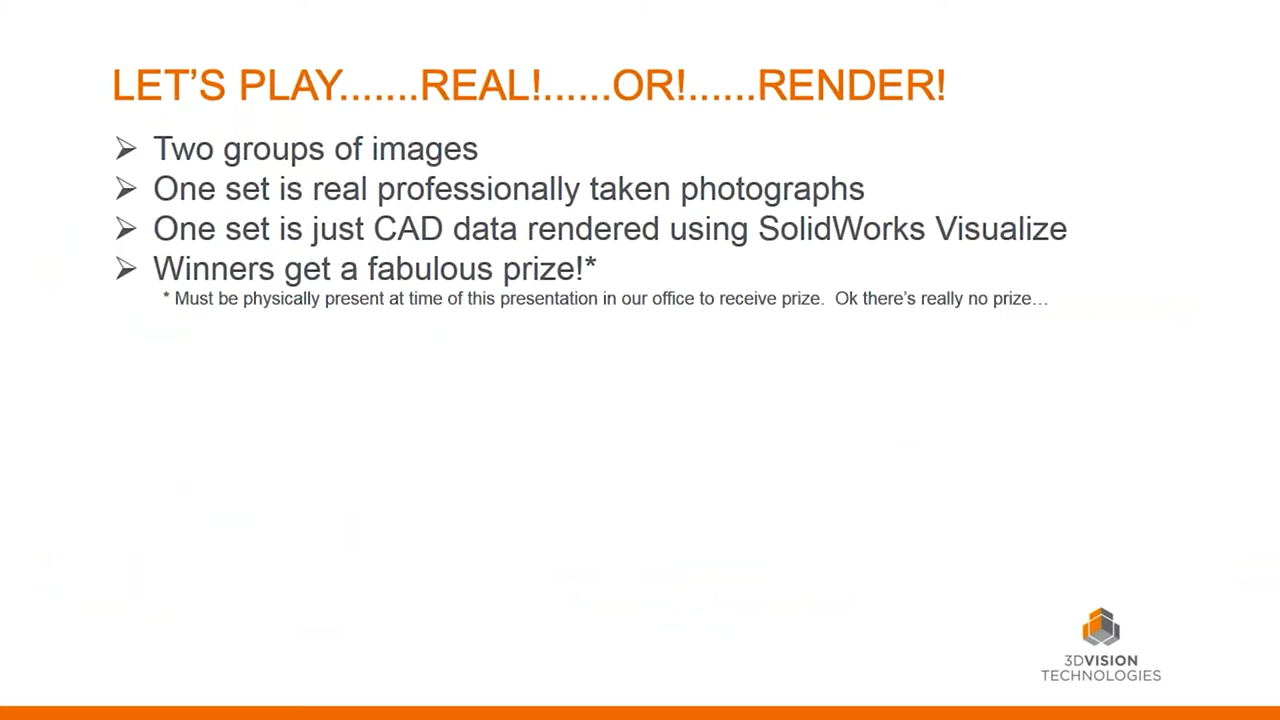 LET'S PLAY.......REAL!......OR!......RENDER!
➢ Two groups of images
➢ One set is real professionally taken photographs
➢ One set is just CAD data rendered using SolidWorks Visualize
➢ Winners get a fabulous prize!*
* Must be physically present at time of this presentation in our office to receive prize.  Ok there's really no prize…
3DVISION
TECHNOLOGIES